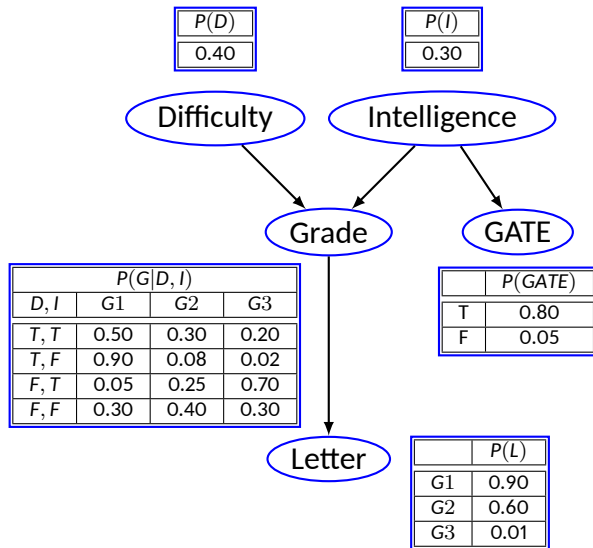 P(D) P(I)
0.40 0.30
Difficulty Intelligence
Grade GATE
P(G|D, I)
D, I G1 G2 G3
T, T 0.50 0.30 0.20
T, F 0.90 0.08 0.02
F, T 0.05 0.25 0.70
F, F 0.30 0.40 0.30
P(GATE)
T 0.80
F 0.05
Letter
P(L)
G1 0.90
G2 0.60
G3 0.01